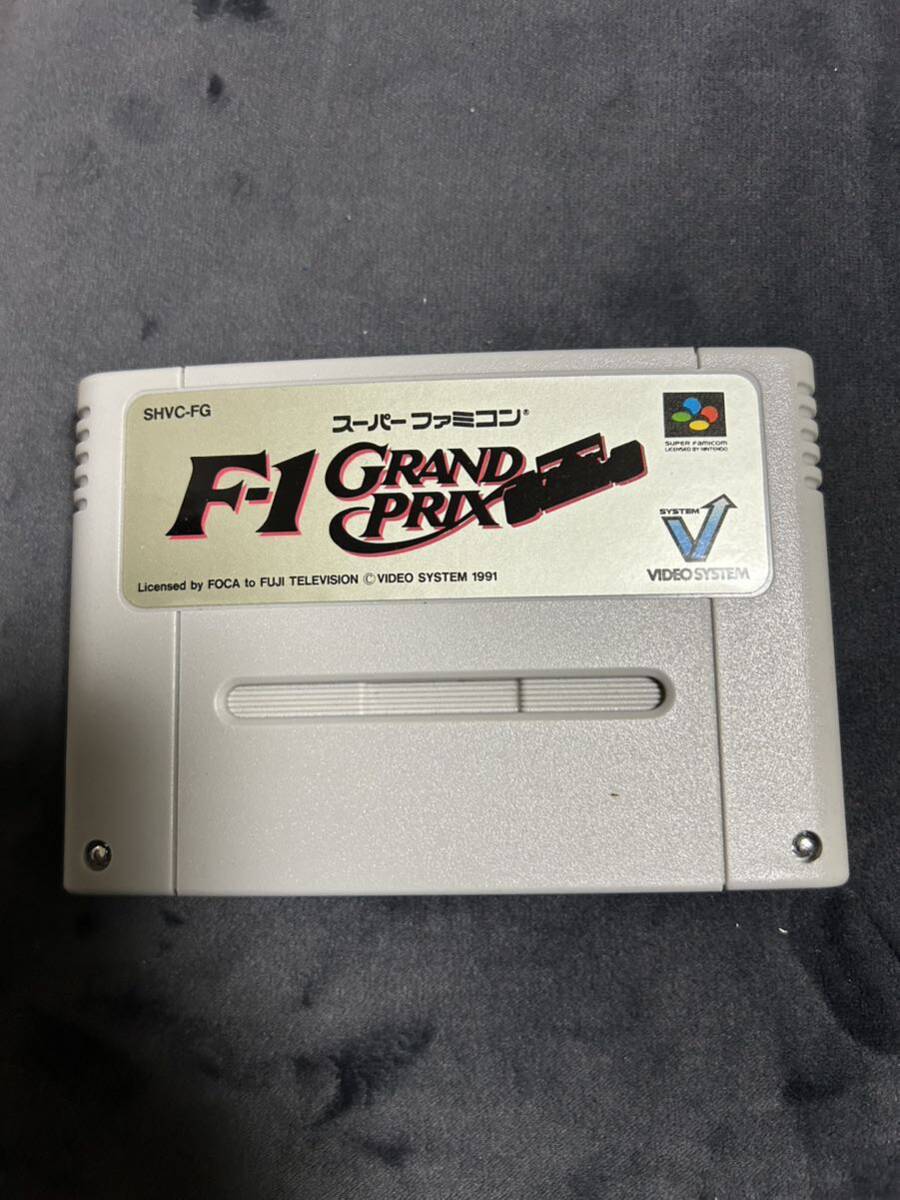 SHVC-FG
スーパーファミコン®
F-1 GRAND PRIX
SUPER FAMICOM
LICENSED BY NINTENDO
SYSTEM
V
VIDEO SYSTEM
Licensed by FOCA to FUJI TELEVISION © VIDEO SYSTEM 1991